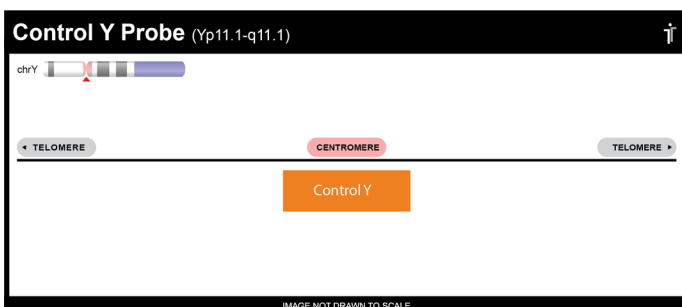 Control Y Probe (Yp11.1-q11.1)
chrY
TELOMERE
CENTROMERE
TELOMERE
Control Y
IMAGE NOT DRAWN TO SCALE